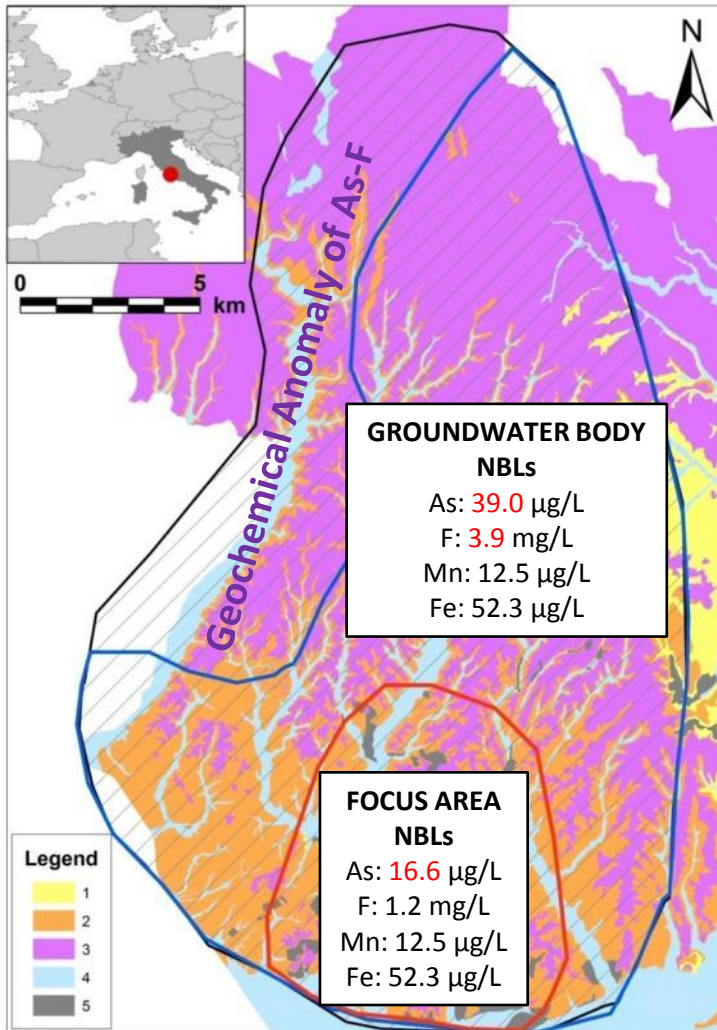 N
0 5
km
Geochemical Anomaly of As-F
GROUNDWATER BODY
NBLs
As: 39.0 µg/L
F: 3.9 mg/L
Mn: 12.5 µg/L
Fe: 52.3 µg/L
FOCUS AREA
NBLs
As: 16.6 µg/L
F: 1.2 mg/L
Mn: 12.5 µg/L
Fe: 52.3 µg/L
Legend
1
2
3
4
5